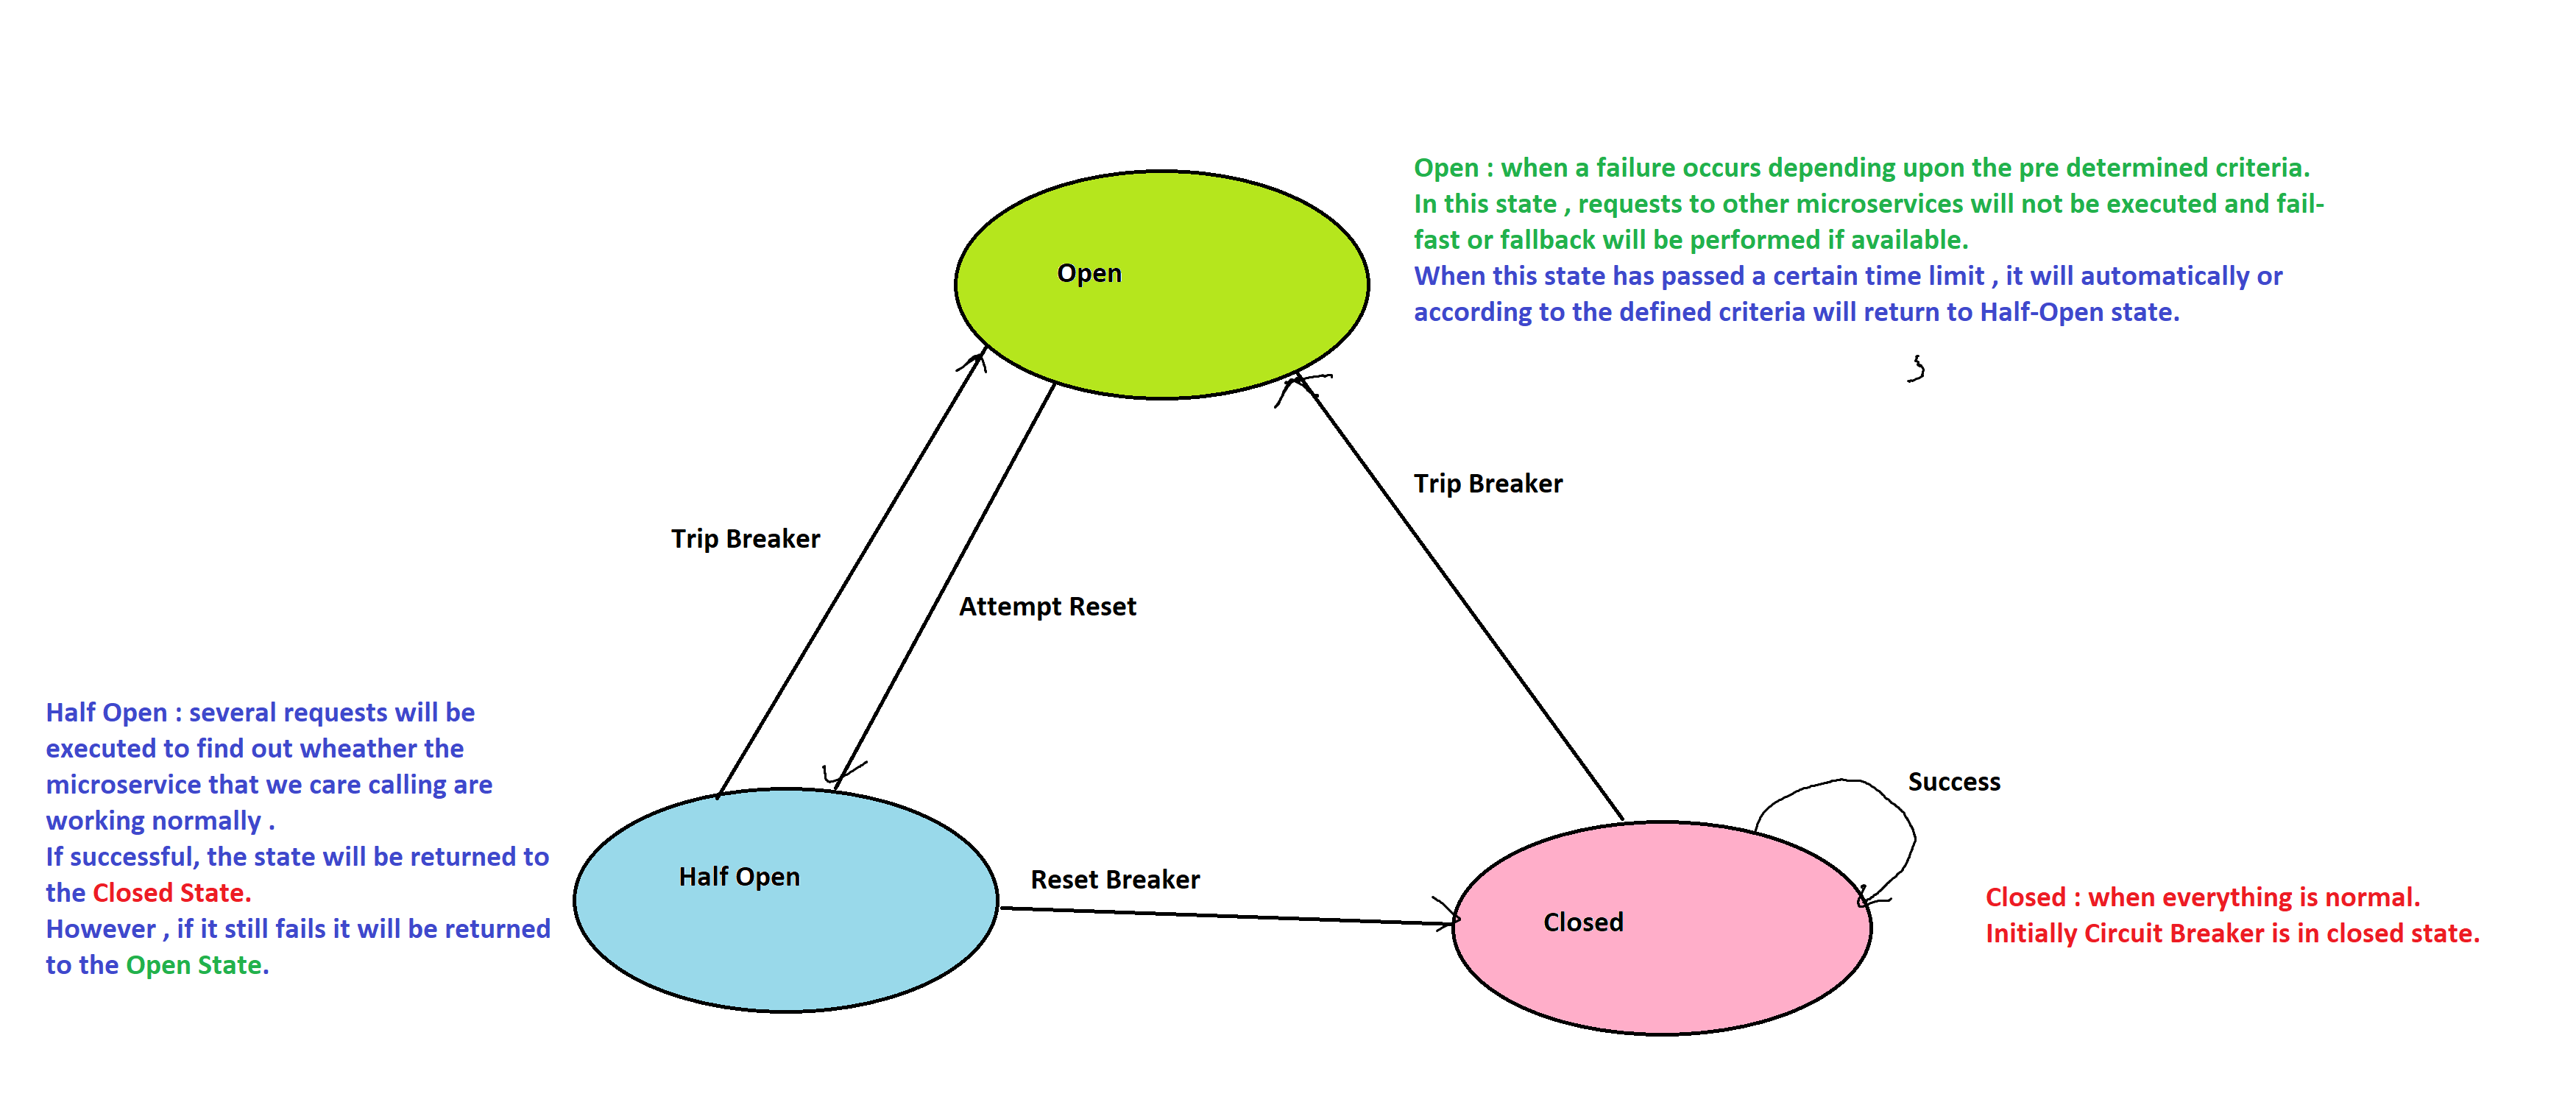 Open : when a failure occurs depending upon the pre determined criteria.
In this state , requests to other microservices will not be executed and fail-
fast or fallback will be performed if available.
When this state has passed a certain time limit , it will automatically or
according to the defined criteria will return to Half-Open state.
Open
Trip Breaker
Trip Breaker
Attempt Reset
Half Open : several requests will be
executed to find out wheather the
microservice that we care calling are
working normally .
If successful, the state will be returned to
the Closed State.
However , if it still fails it will be returned
to the Open State.
Half Open
Reset Breaker
Closed
Success
Closed : when everything is normal.
Initially Circuit Breaker is in closed state.